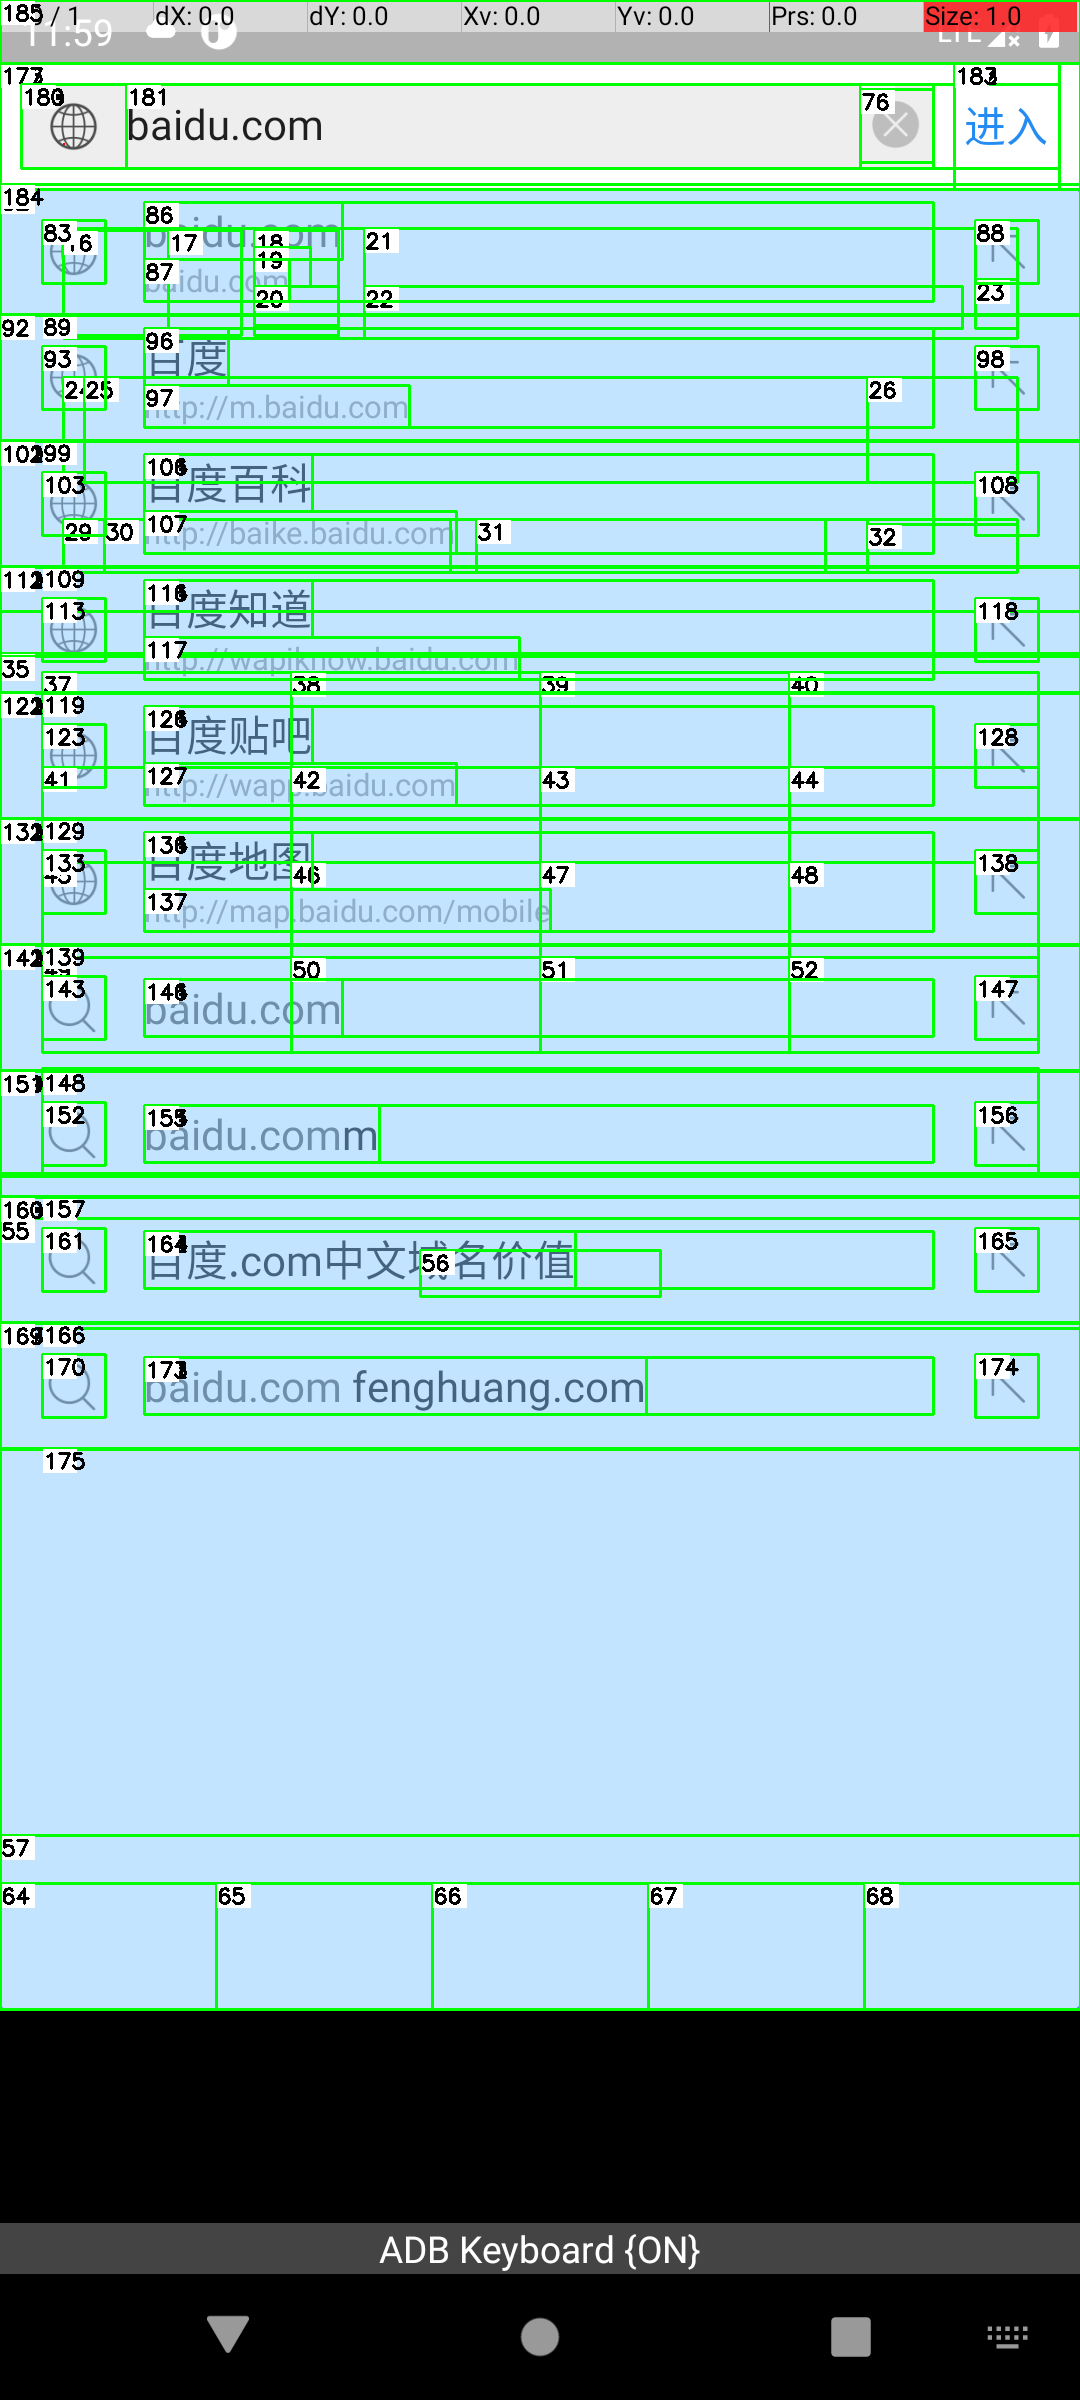 / 1 dX: 0.0 dY: 0.0 Xv: 0.0 Yv: 0.0 Prs: 0.0 Size: 1.0
185
11:59 LTE
177 183
180 181 76
baidu.com 进入
184
86
83 16 17 18 21 88
baidu.com
19
87
baidu.com
20 22 23
92 89 96
百度
93 98
24 25 97 26
http://m.baidu.com
102 99 106
百度百科
103 108
107
29 30 31 32
http://baike.baidu.com
112 109 116
百度知道
113 118
117
http://wapiknow.baidu.com
35
37 38 39 40
122 119 126
百度贴吧
123 128
41 127 42 43 44
http://wapp.baidu.com
132 129 136
百度地图
133 138
45 46 47 48
137
http://map.baidu.com/mobile
142 139
50 51 52
143 146 147
baidu.com
151 148
152 155 156
baidu.comm
160 157
55
161 164 165
百度.com中文域名价值
56
169 166
170 173 174
baidu.com fenghuang.com
175
57
64 65 66 67 68
ADB Keyboard {ON}